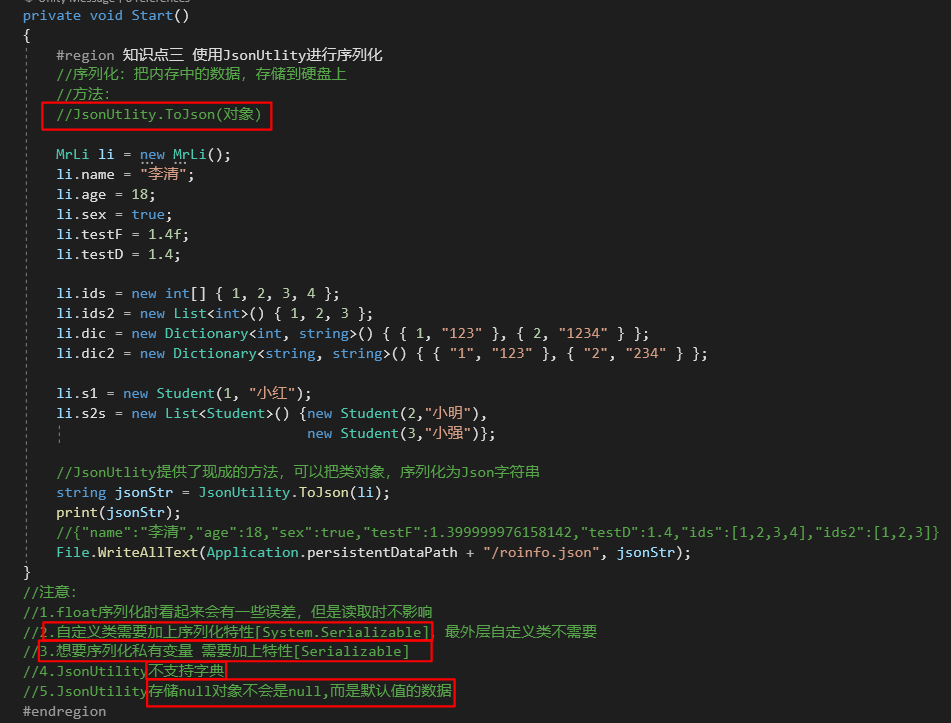 private void Start()
{
#region 知识点三 使用JsonUtlity进行序列化
//序列化: 把内存中的数据, 存储到硬盘上
//方法:
//JsonUtlity.ToJson(对象)
MrLi li = new MrLi();
li.name = "李清";
li.age = 18;
li.sex = true;
li.testF = 1.4f;
li.testD = 1.4;
li.ids = new int[] { 1, 2, 3, 4 };
li.ids2 = new List<int>() { 1, 2, 3 };
li.dic = new Dictionary<int, string>() { { 1, "123" }, { 2, "1234" } };
li.dic2 = new Dictionary<string, string>() { { "1", "123" }, { "2", "234" } };
li.s1 = new Student(1, "小红");
li.s2s = new List<Student>() {new Student(2,"小明"),
new Student(3,"小强")};
//JsonUtlity提供了现成的方法, 可以把类对象, 序列化为Json字符串
string jsonStr = JsonUtility.ToJson(li);
print(jsonStr);
//{"name":"李清","age":18,"sex":true,"testF":1.399999976158142,"testD":1.4,"ids":[1,2,3,4],"ids2":[1,2,3]}
File.WriteAllText(Application.persistentDataPath + "/roinfo.json", jsonStr);
}
//注意:
//1.float序列化时看起来会有一些误差, 但是读取时不影响
//2.自定义类需要加上序列化特性[System.Serializable], 最外层自定义类不需要
//3.想要序列化私有变量 需要加上特性[Serializable]
//4.JsonUtility不支持字典
//5.JsonUtility存储null对象不会是null,而是默认值的数据
#endregion